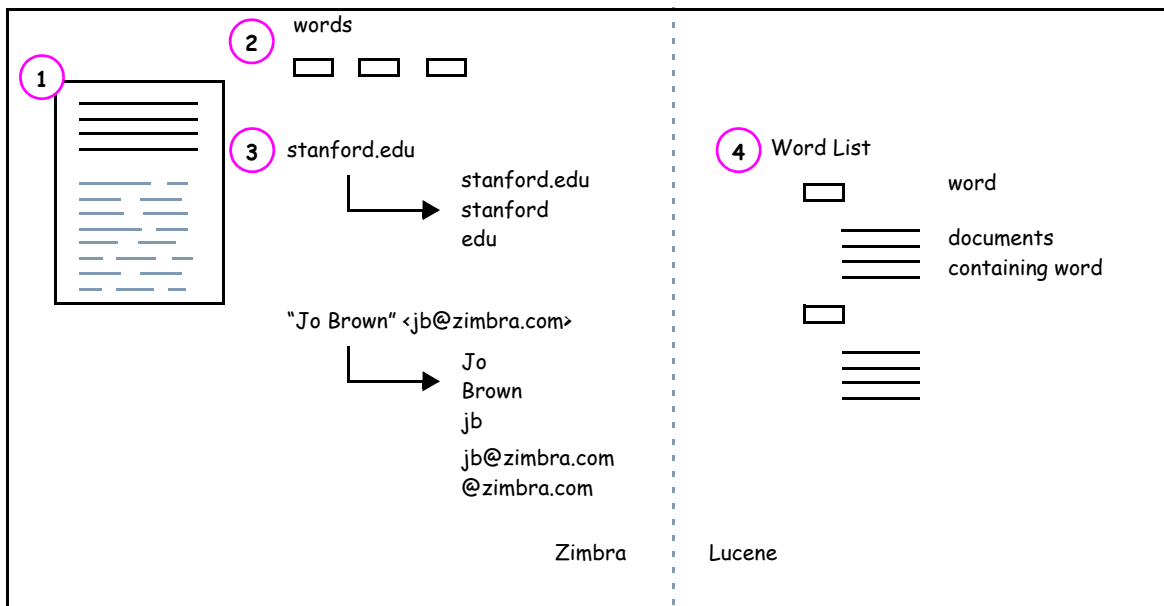 1
2
words
3
stanford.edu
stanford.edu
stanford
edu
“Jo Brown” <jb@zimbra.com>
Jo
Brown
jb
jb@zimbra.com
@zimbra.com
Zimbra
4
Word List
word
documents
containing word
Lucene